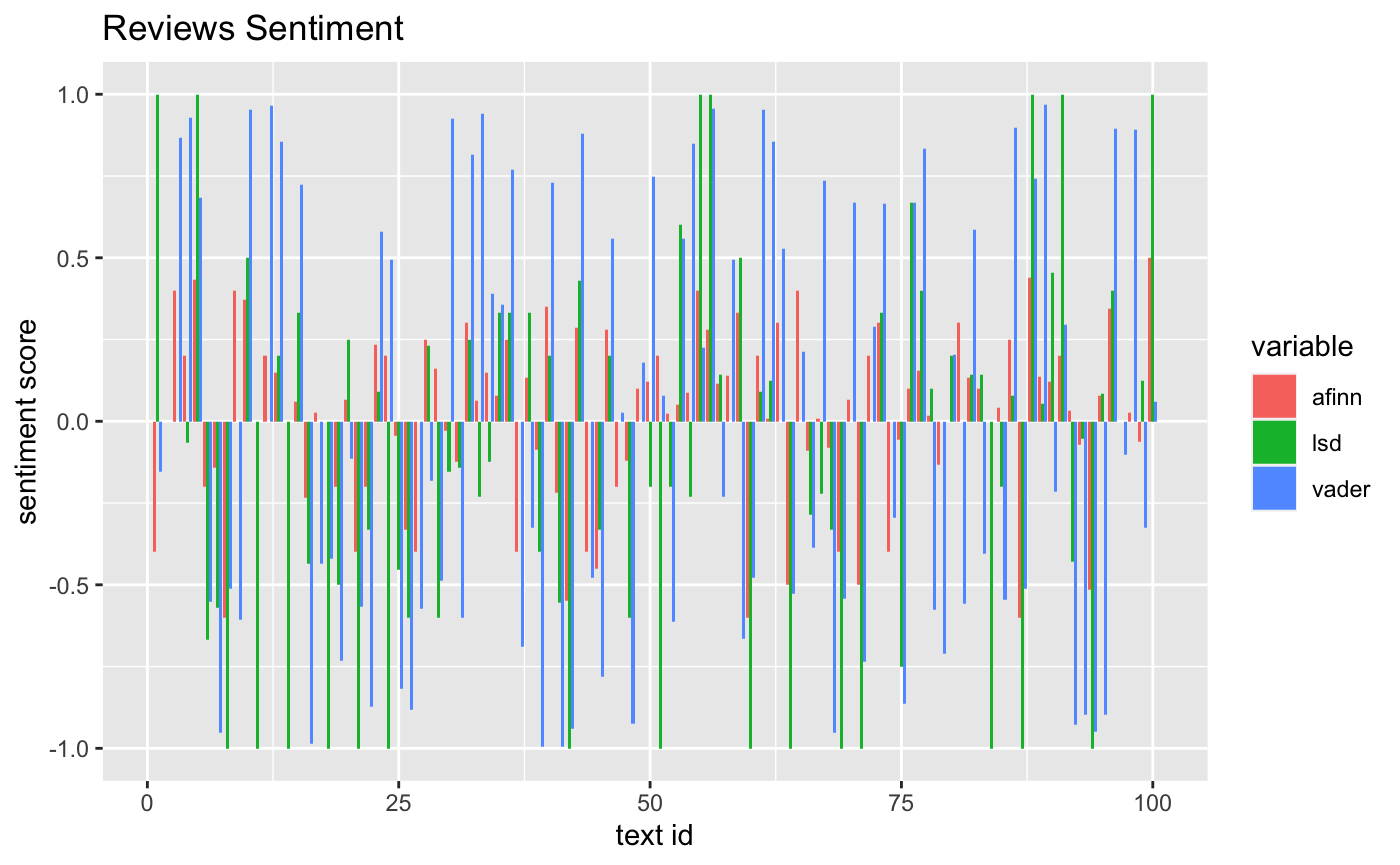 Reviews Sentiment
1.0
0.5
0.0
-0.5
-1.0
sentiment score
0
25
50
75
100
text id
variable
afinn
lsd
vader